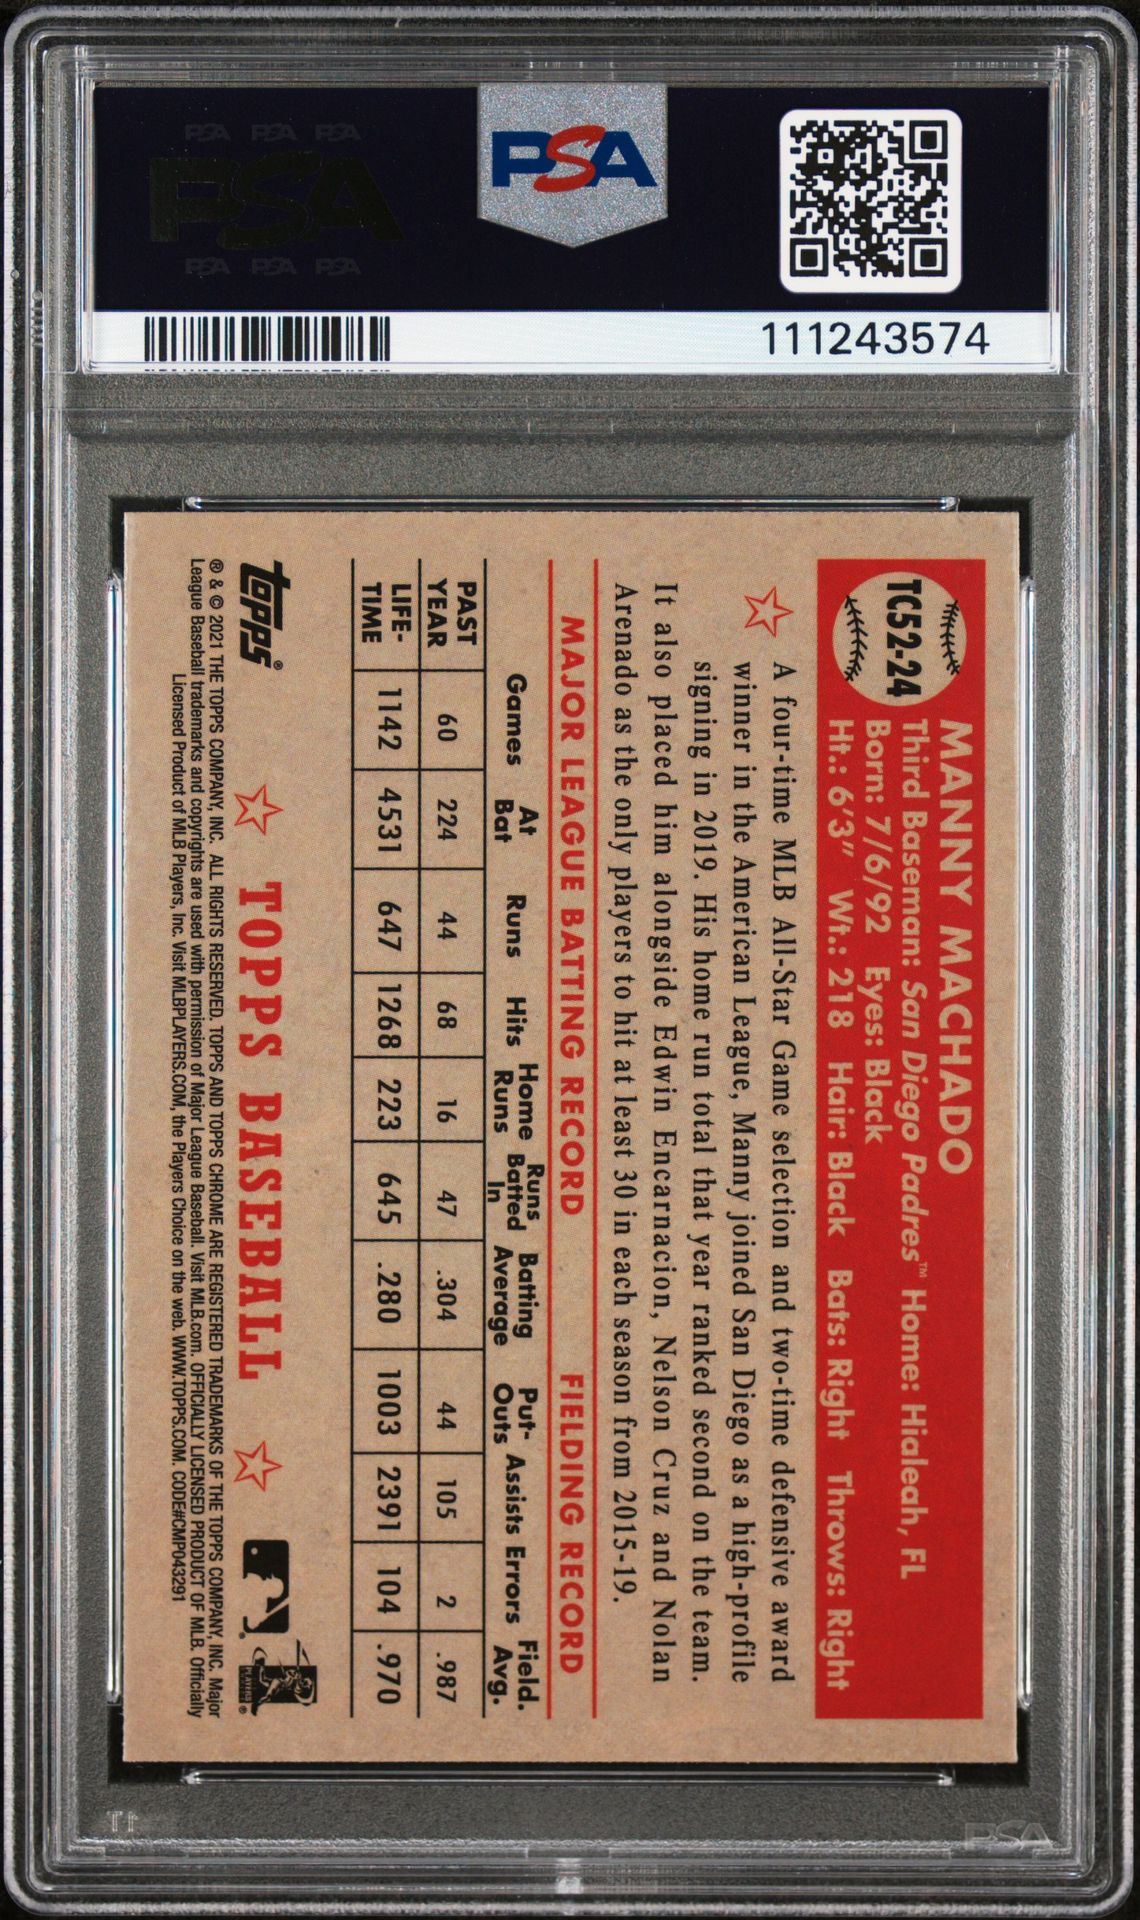 PSA PSA PSA
PSA
PSA PSA PSA
PSA
111243574
TC52-24
MANNY MACHADO
Third Baseman: San Diego Padres™ Home: Hialeah, FL
Born: 7/6/92 Eyes: Black
Ht.: 6'3" Wt.: 218 Hair: Black Bats: Right Throws: Right
A four-time MLB All-Star Game selection and two-time defensive award
winner in the American League, Manny joined San Diego as a high-profile
signing in 2019. His home run total that year ranked second on the team.
It also placed him alongside Edwin Encarnacion, Nelson Cruz and Nolan
Arenado as the only players to hit at least 30 in each season from 2015-19.
MAJOR LEAGUE BATTING RECORD FIELDING RECORD
Games At Bat Runs Hits Home Runs Runs Batted In Batting Average Put-Outs Assists Errors Field. Avg.
PAST YEAR 60 224 44 68 16 47 .304 44 105 2 .987
LIFE-TIME 1142 4531 647 1268 223 645 .280 1003 2391 104 .970
topps® TOPPS BASEBALL
PLAYERS
® & © 2021 THE TOPPS COMPANY, INC. ALL RIGHTS RESERVED. TOPPS AND TOPPS CHROME ARE REGISTERED TRADEMARKS OF THE TOPPS COMPANY, INC. Major
League Baseball trademarks and copyrights are used with permission of Major League Baseball. Visit MLB.com. OFFICIALLY LICENSED PRODUCT OF MLB. Officially
Licensed Product of MLB Players, Inc. Visit MLBPLAYERS.COM, the Players Choice on the web. WWW.TOPPS.COM. CODE#CMP043291
PSA